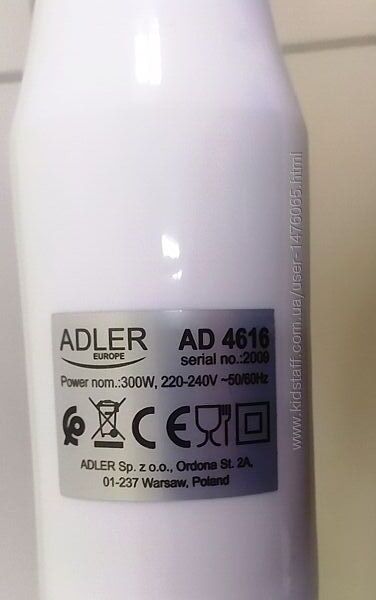 ADLER AD 4616
EUROPE serial no.:2009
Power nom.:300W, 220-240V ~50/60Hz
CE
ADLER Sp. z o.o., Ordona St. 2A,
01-237 Warsaw, Poland
www.kidstaff.com.ua/user-1476065.html